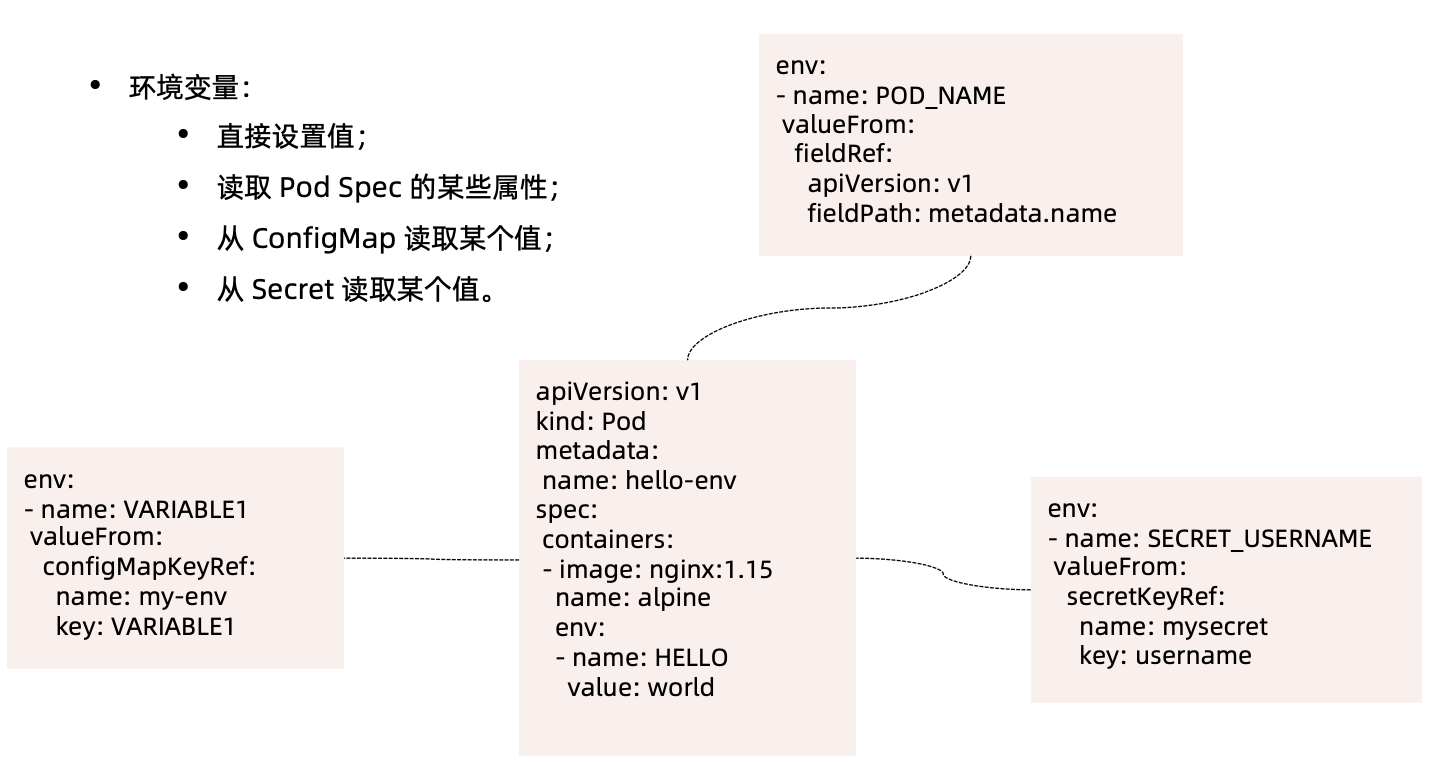 • 环境变量：
• 直接设置值；
• 读取 Pod Spec 的某些属性；
• 从 ConfigMap 读取某个值；
• 从 Secret 读取某个值。
env:
- name: POD_NAME
valueFrom:
fieldRef:
apiVersion: v1
fieldPath: metadata.name
apiVersion: v1
kind: Pod
metadata:
name: hello-env
spec:
containers:
- image: nginx:1.15
name: alpine
env:
- name: HELLO
value: world
env:
- name: VARIABLE1
valueFrom:
configMapKeyRef:
name: my-env
key: VARIABLE1
env:
- name: SECRET_USERNAME
valueFrom:
secretKeyRef:
name: mysecret
key: username